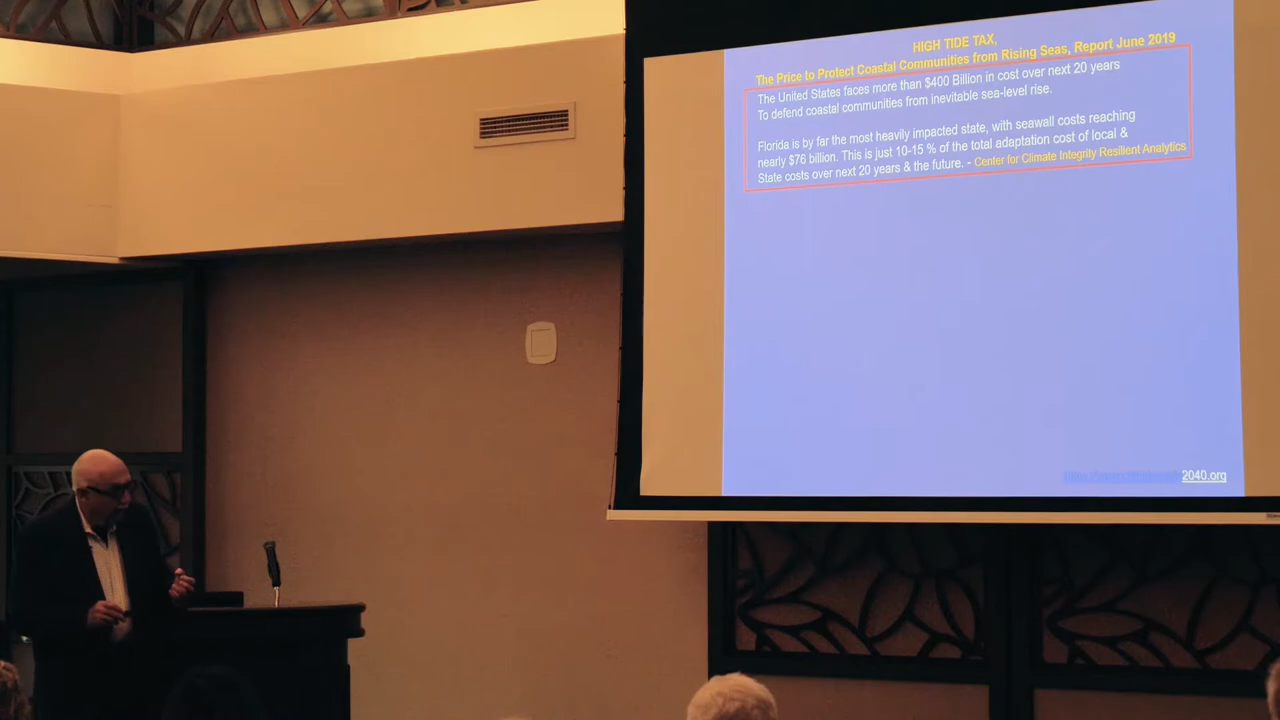 HIGH TIDE TAX,
The Price to Protect Coastal Communities from Rising Seas, Report June 2019
The United States faces more than $400 Billion in cost over next 20 years
To defend coastal communities from inevitable sea-level rise.
Florida is by far the most heavily impacted state, with seawall costs reaching
nearly $76 billion. This is just 10-15 % of the total adaptation cost of local &
State costs over next 20 years & the future. - Center for Climate Integrity Resilient Analytics
2040.org